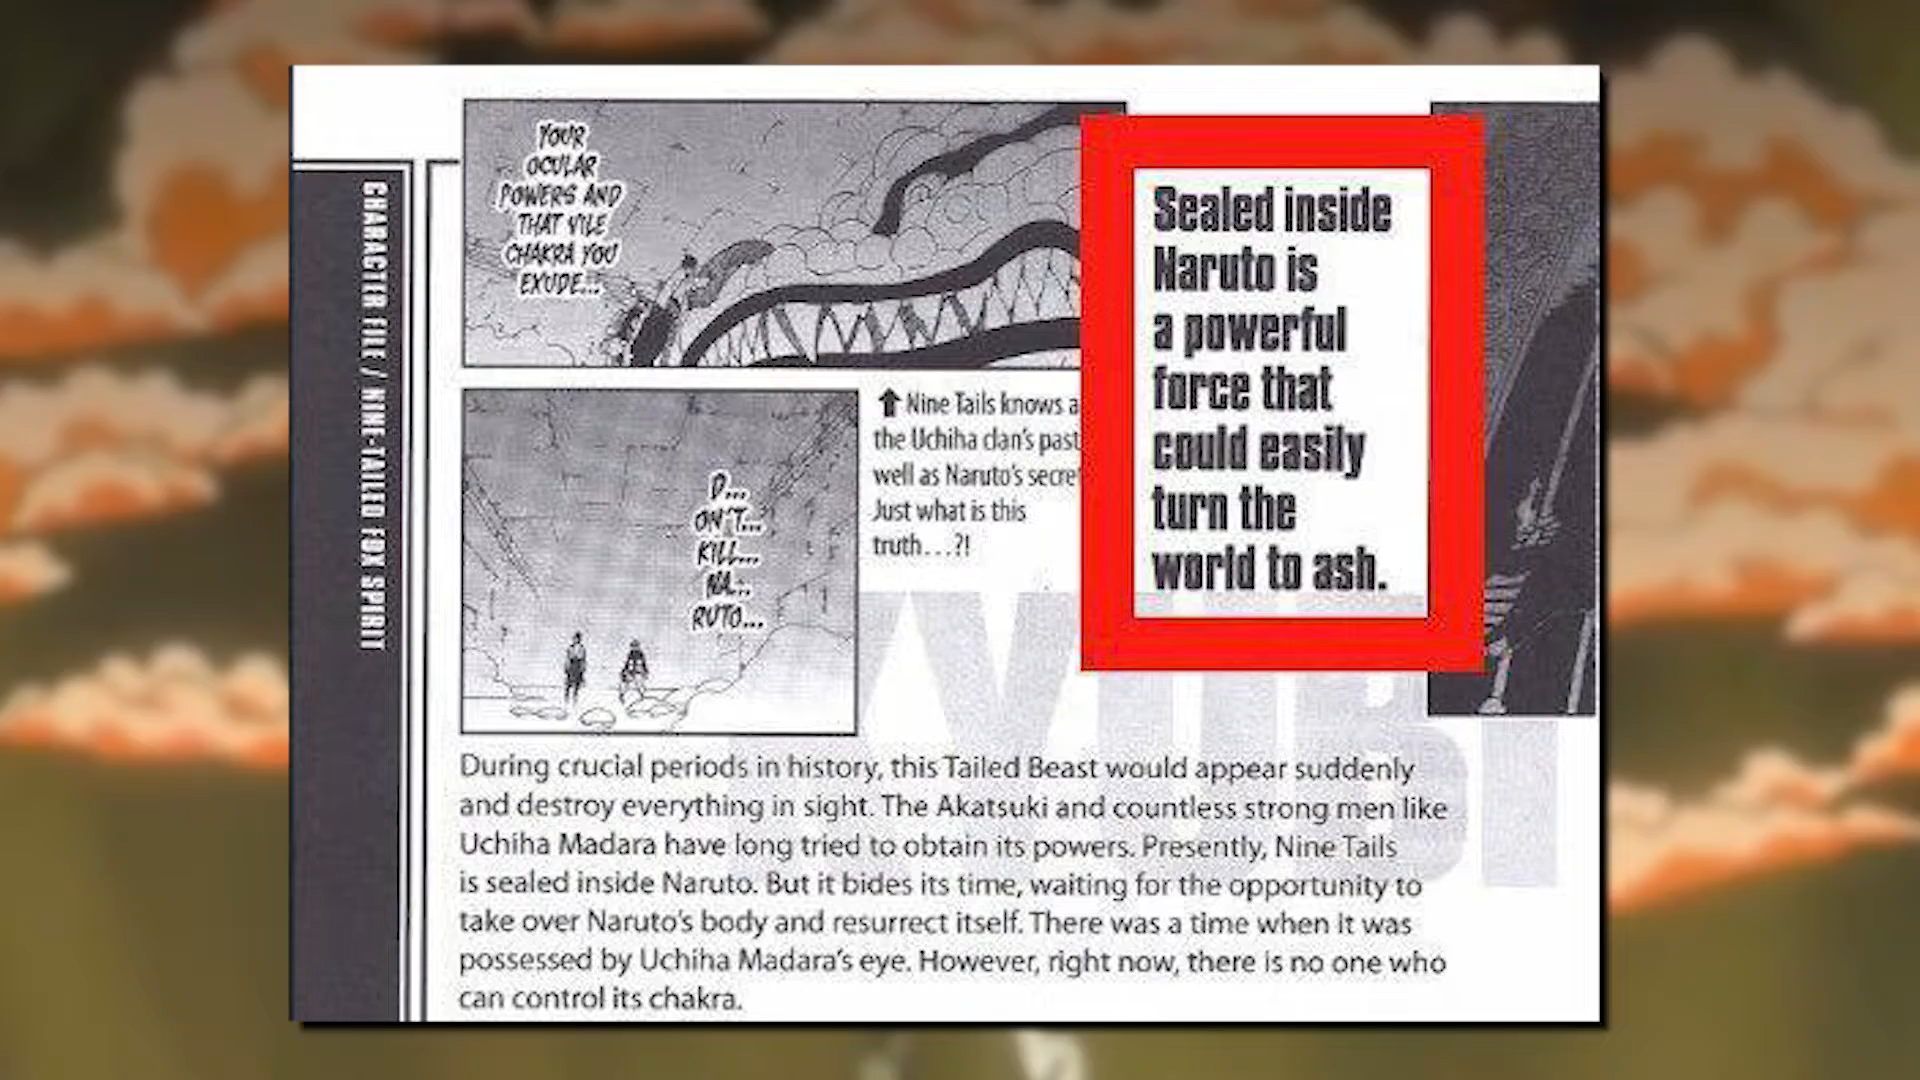 CHARACTER FILE / NINE-TAILED FOX SPIRIT
YOUR
OCULAR
POWERS AND
THAT VILE
CHAKRA YOU
EXUDE...
Sealed inside
Naruto is
a powerful
force that
could easily
turn the
world to ash.
D...
ON'T...
KILL...
NA...
RUTO...
Nine Tails knows a
the Uchiha clan's past
well as Naruto's secre
Just what is this
truth...?!
YUBI
During crucial periods in history, this Tailed Beast would appear suddenly
and destroy everything in sight. The Akatsuki and countless strong men like
Uchiha Madara have long tried to obtain its powers. Presently, Nine Tails
is sealed inside Naruto. But it bides its time, waiting for the opportunity to
take over Naruto's body and resurrect itself. There was a time when it was
possessed by Uchiha Madara's eye. However, right now, there is no one who
can control its chakra.